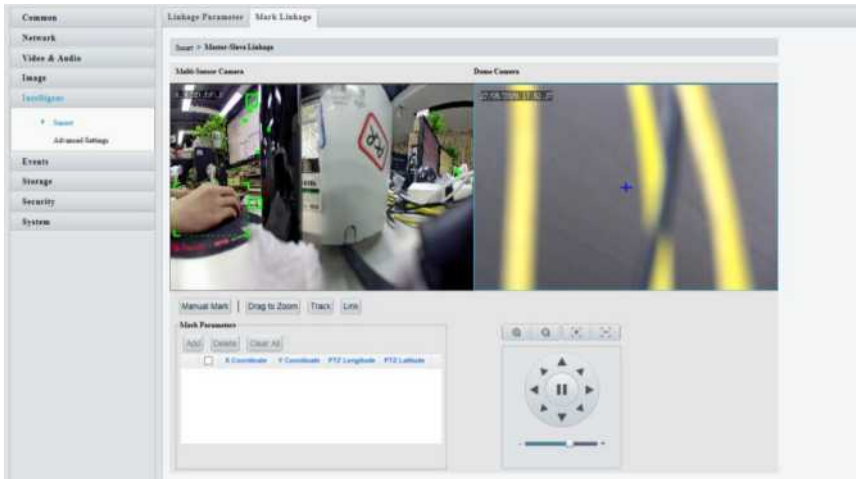 Common
Network
Video & Audio
Image
Intelligent
Smart
Advanced Settings
Events
Storage
Security
System
Linkage Parameter
Mark Linkage
Smart > Master-Slave Linkage
Multi-Sensor Camera
Dome Camera
Manual Mark | Drag to Zoom Track Link
Mark Parameters
Add Delete Clear All
X Coordinate Y Coordinate PTZ Longitude PTZ Latitude